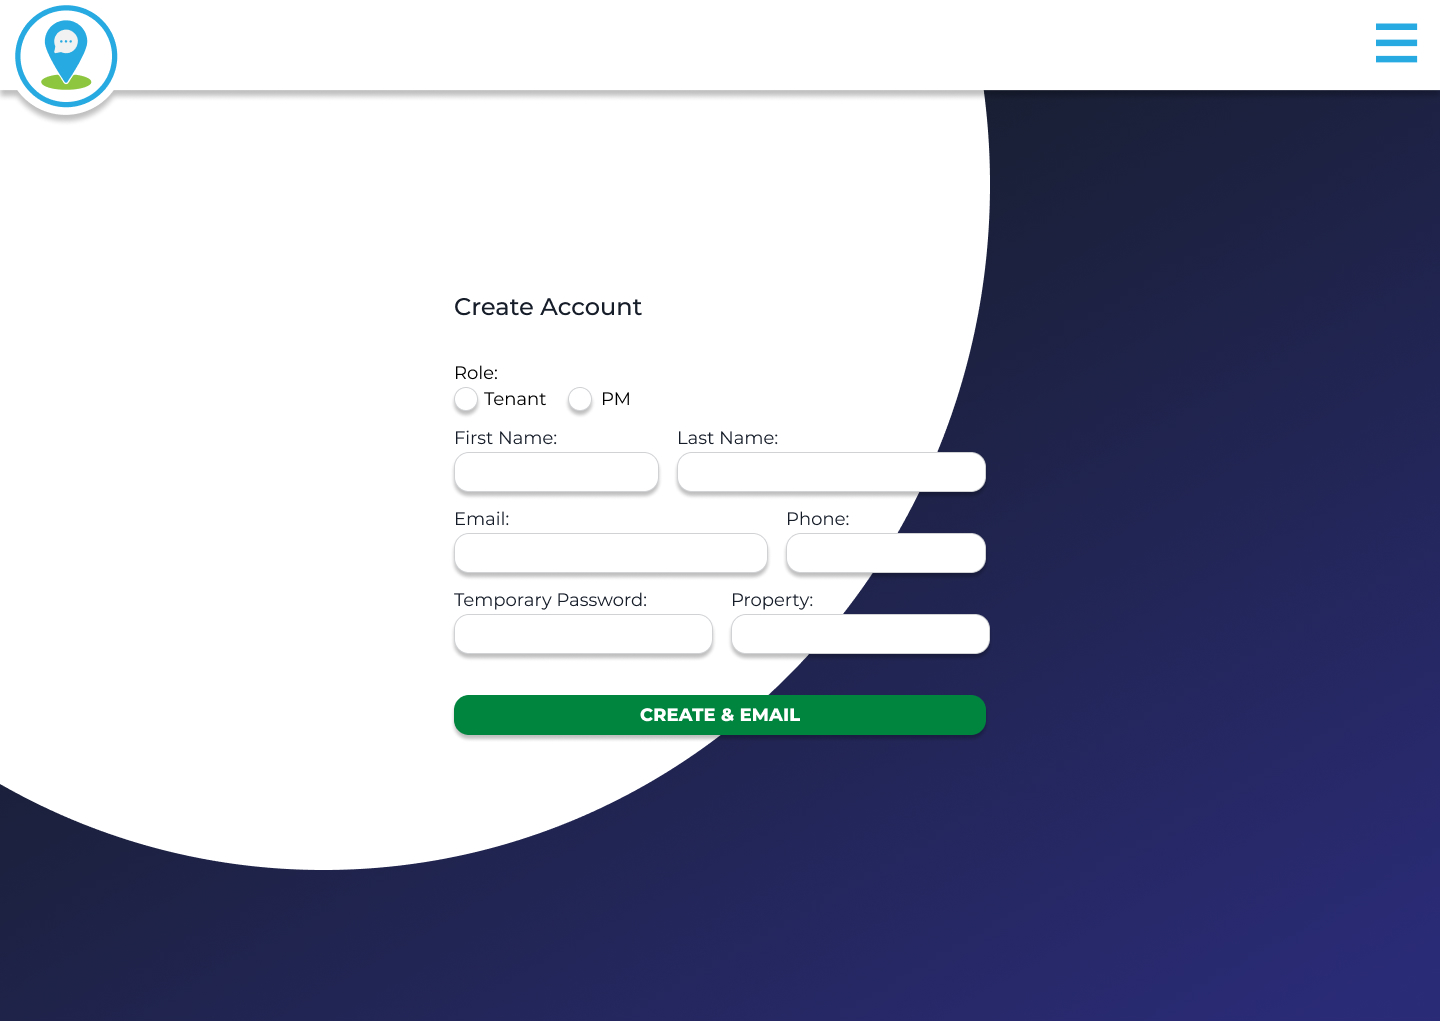 Create Account
Role:
Tenant PM
First Name: Last Name:
Email: Phone:
Temporary Password: Property:
CREATE & EMAIL